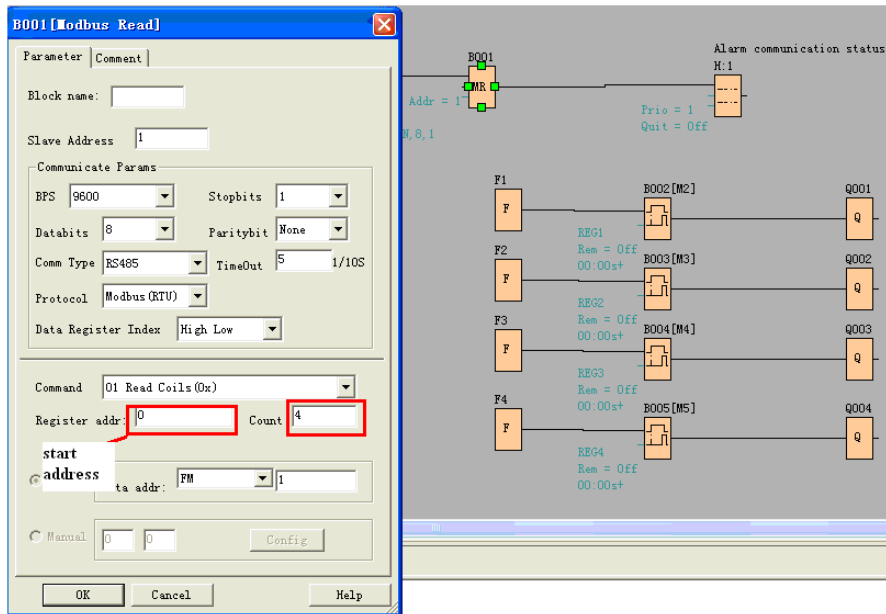 B001[Modbus Read]
Parameter
Comment
Block name:
Slave Address 1
Communicate Params
BPS 9600 Stopbits 1
Databits 8 Paritybit None
Comm Type RS485 TimeOut 5 1/10S
Protocol Modbus(RTU)
Data Register Index High Low
Command 01 Read Coils(0x)
Register addr: 0 Count 4
start
address
ta addr: FM 1
Manual 0 0 Config
OK Cancel Help
B001
MR
Addr = 1
N,8,1
Alarm communication status
H:1
Prio = 1
Quit = Off
F1
F
B002[M2]
REG1
Rem = Off
00:00s+
Q001
Q
F2
F
B003[M3]
REG2
Rem = Off
00:00s+
Q002
Q
F3
F
B004[M4]
REG3
Rem = Off
00:00s+
Q003
Q
F4
F
B005[M5]
REG4
Rem = Off
00:00s+
Q004
Q